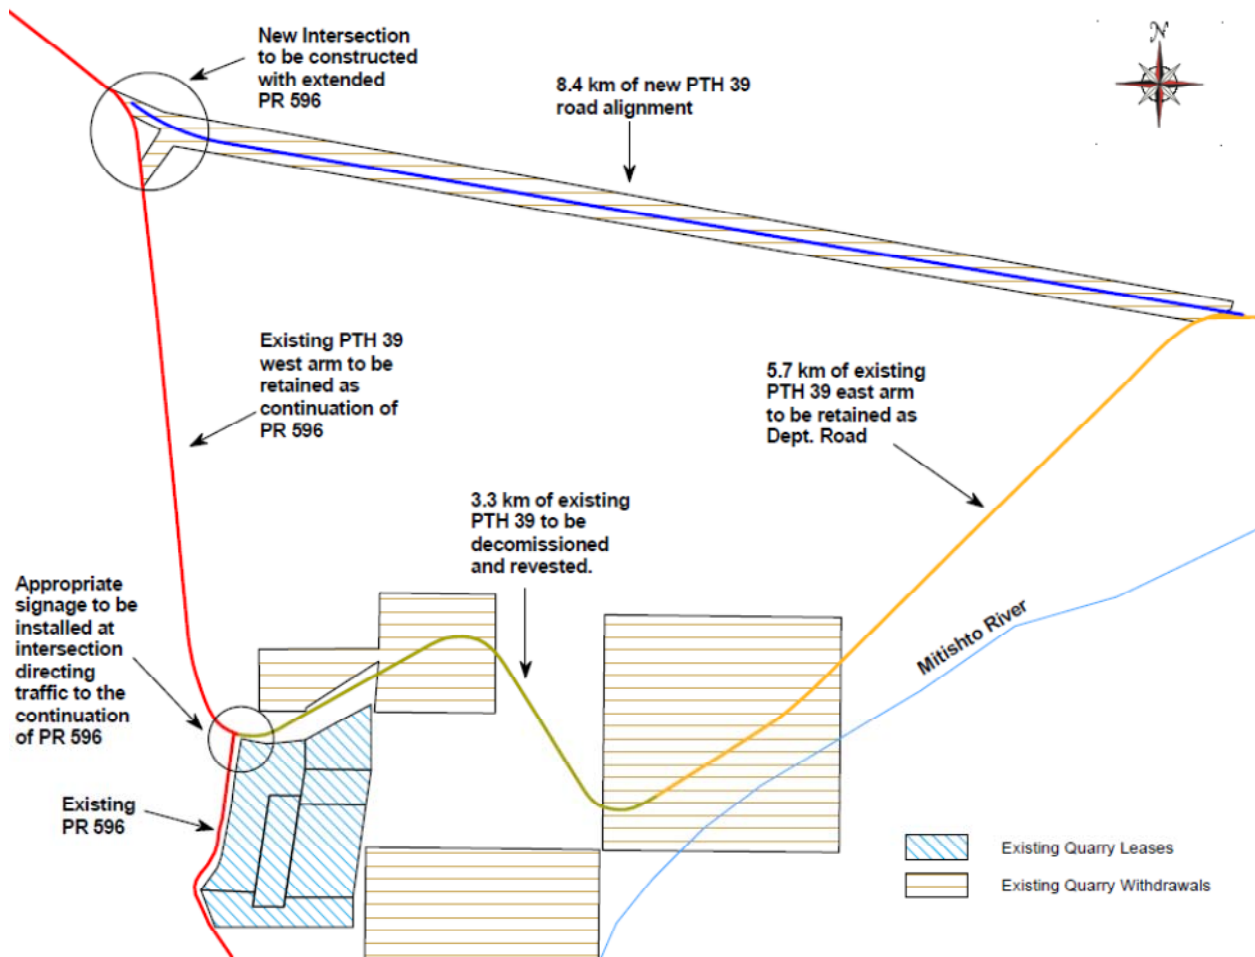 New Intersection
to be constructed
with extended
PR 596
8.4 km of new PTH 39
road alignment
N
Existing PTH 39
west arm to be
retained as
continuation of
PR 596
5.7 km of existing
PTH 39 east arm
to be retained as
Dept. Road
3.3 km of existing
PTH 39 to be
decomissioned
and revested.
Appropriate
signage to be
installed at
intersection
directing
traffic to the
continuation
of PR 596
Mitishto River
Existing
PR 596
Existing Quarry Leases
Existing Quarry Withdrawals